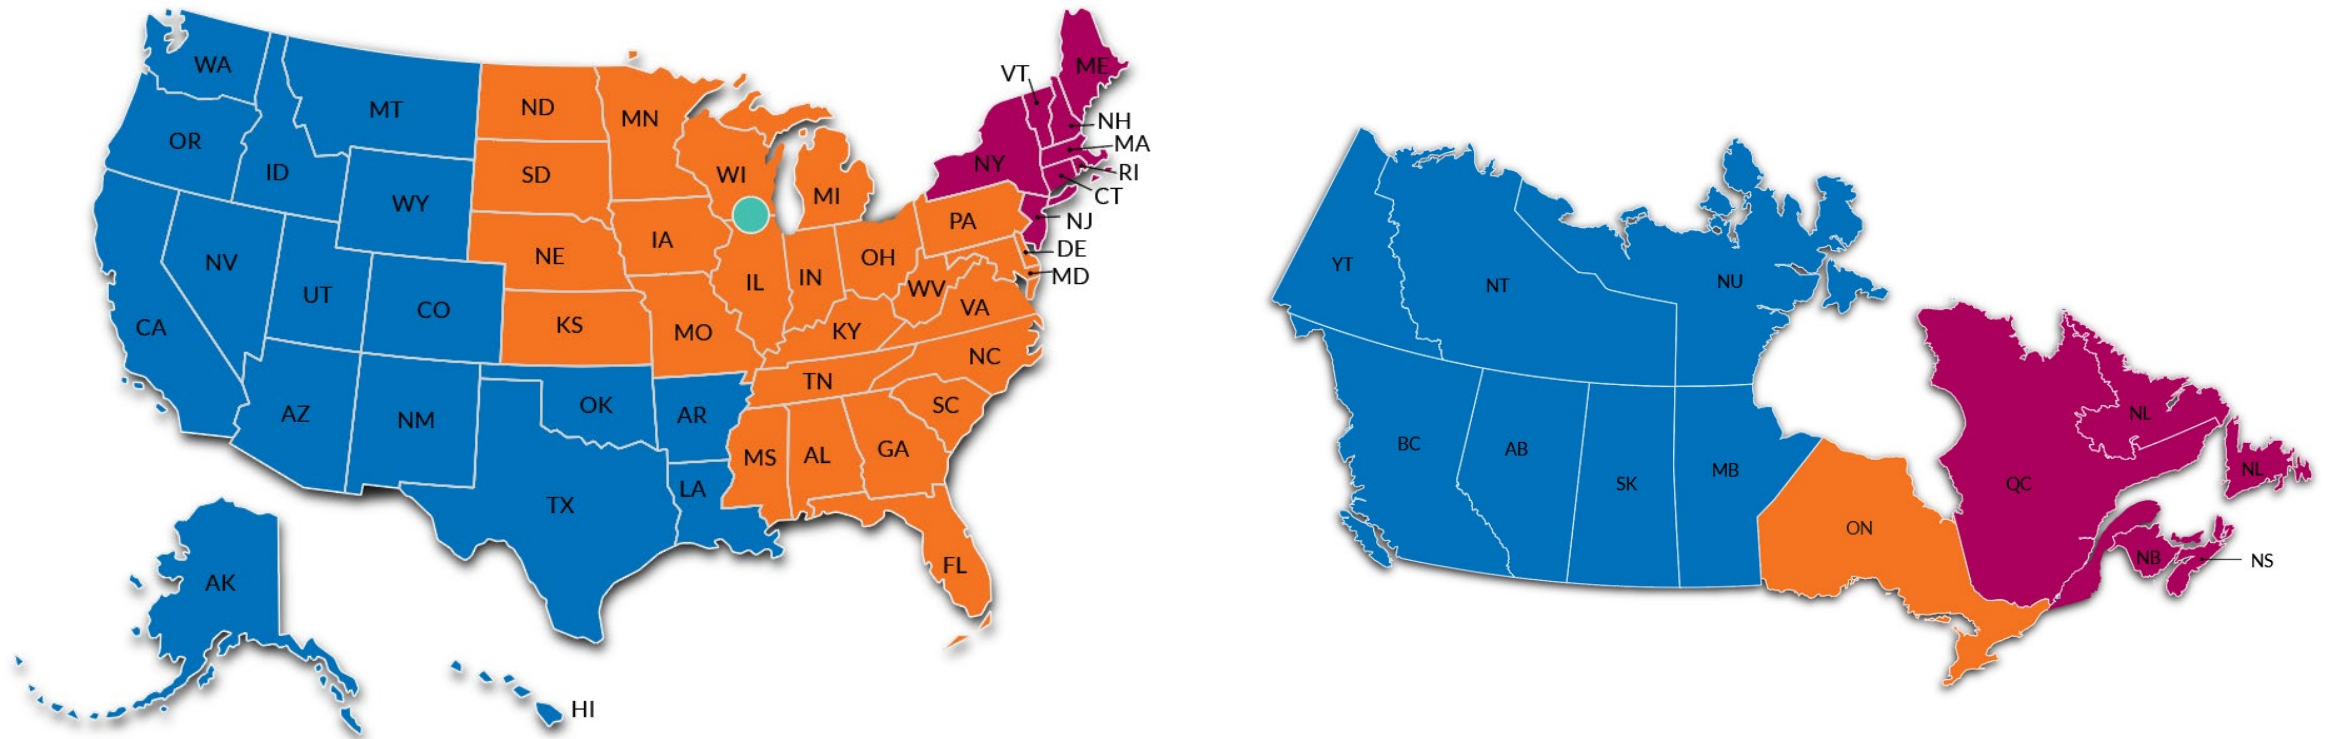 WA
MT
ND
MN
VT
ME
OR
ID
WY
SD
WI
MI
NY
NH
MA
RI
CT
NJ
NV
UT
CO
NE
IA
IL
IN
OH
PA
DE
MD
WV
VA
CA
KS
MO
KY
NC
TN
AZ
NM
OK
AR
SC
MS
AL
GA
TX
LA
FL
AK
HI
YT
NT
NU
BC
AB
SK
MB
ON
QC
NL
NL
NB
NS